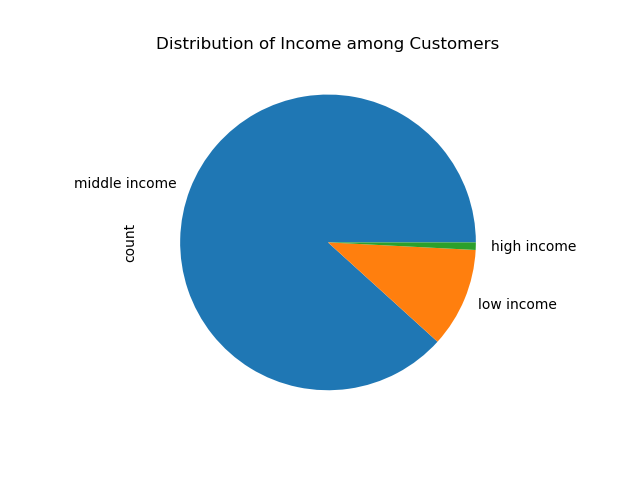 Distribution of Income among Customers
middle income
count
high income
low income